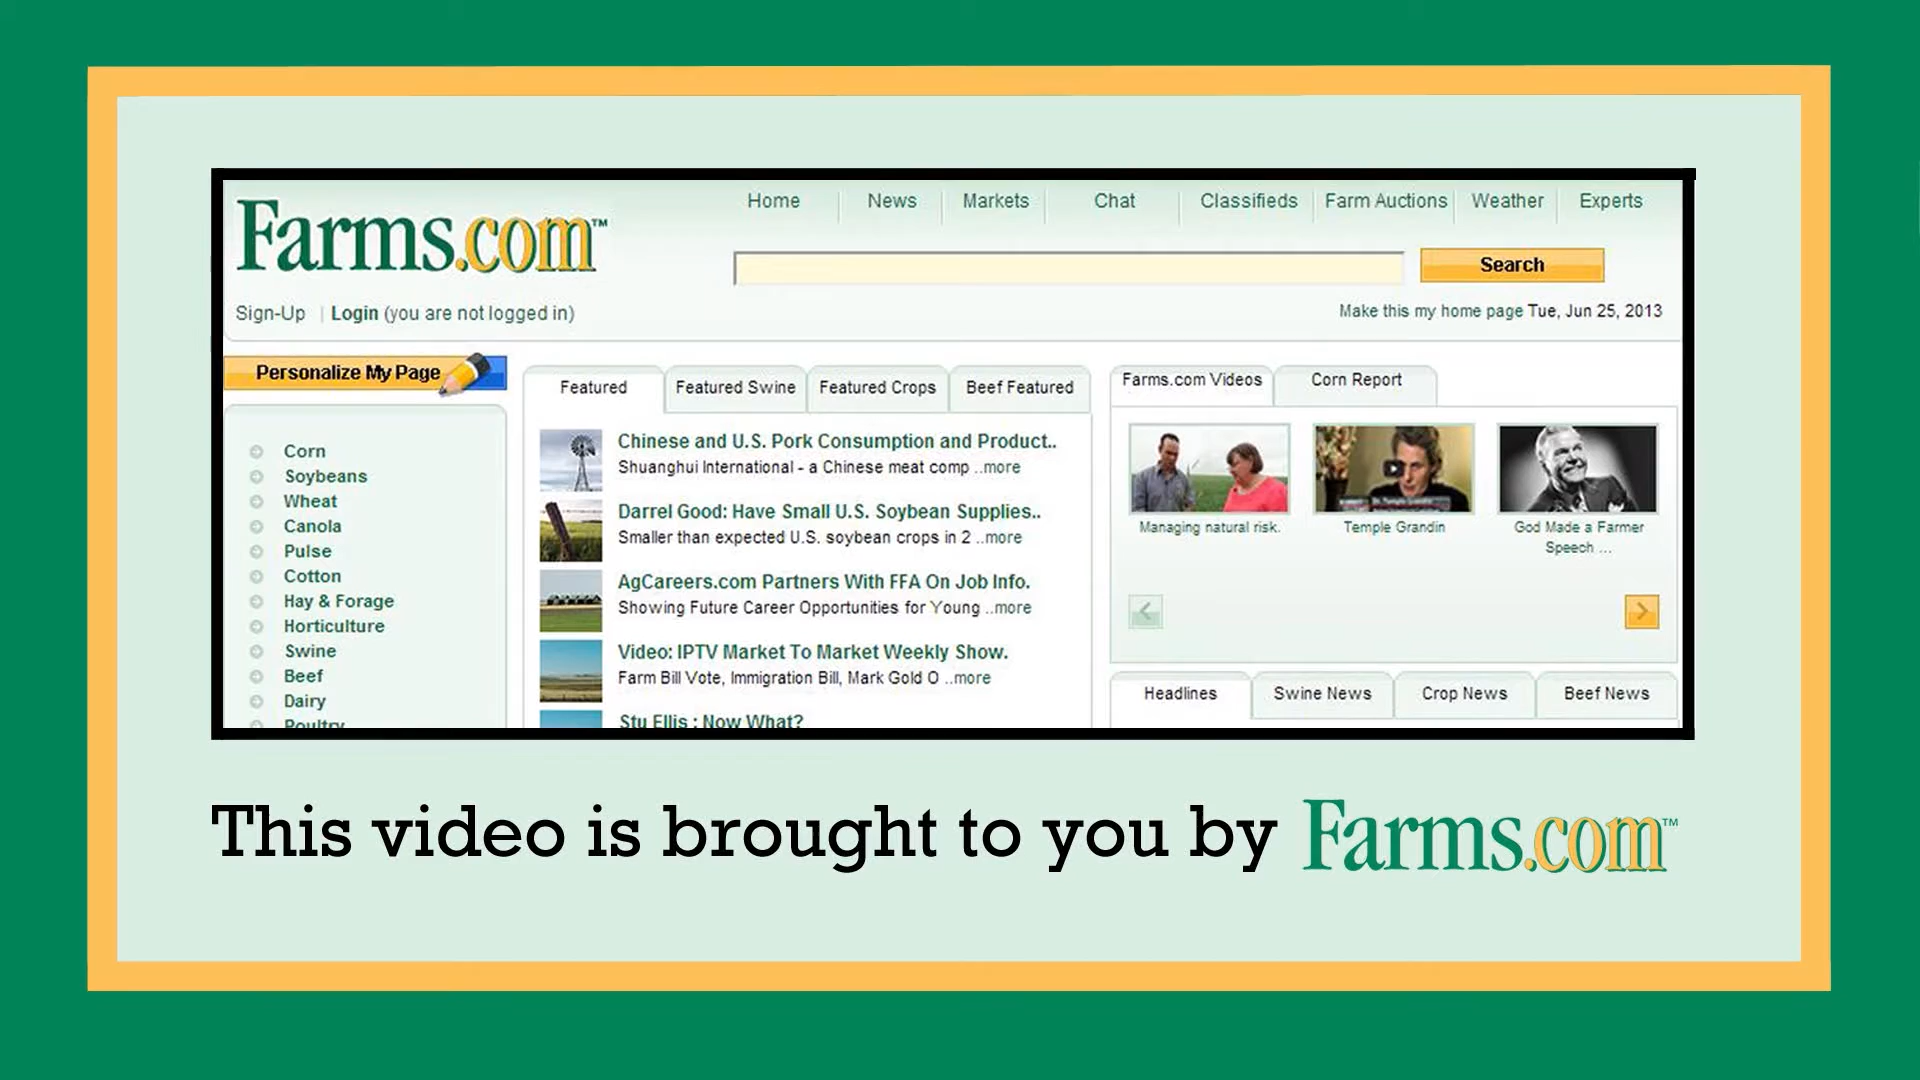 Farms.com™
Home
News
Markets
Chat
Classifieds
Farm Auctions
Weather
Experts
Search
Sign-Up | Login (you are not logged in)
Make this my home page Tue, Jun 25, 2013
Personalize My Page
Corn
Soybeans
Wheat
Canola
Pulse
Cotton
Hay & Forage
Horticulture
Swine
Beef
Dairy
Poultry
Featured
Featured Swine
Featured Crops
Beef Featured
Chinese and U.S. Pork Consumption and Product..
Shuanghui International - a Chinese meat comp ..more
Darrel Good: Have Small U.S. Soybean Supplies..
Smaller than expected U.S. soybean crops in 2 ..more
AgCareers.com Partners With FFA On Job Info.
Showing Future Career Opportunities for Young ..more
Video: IPTV Market To Market Weekly Show.
Farm Bill Vote, Immigration Bill, Mark Gold O ..more
Stu Ellis : Now What?
Farms.com Videos
Corn Report
Managing natural risk.
Temple Grandin
God Made a Farmer
Speech ...
Headlines
Swine News
Crop News
Beef News
This video is brought to you by Farms.com™